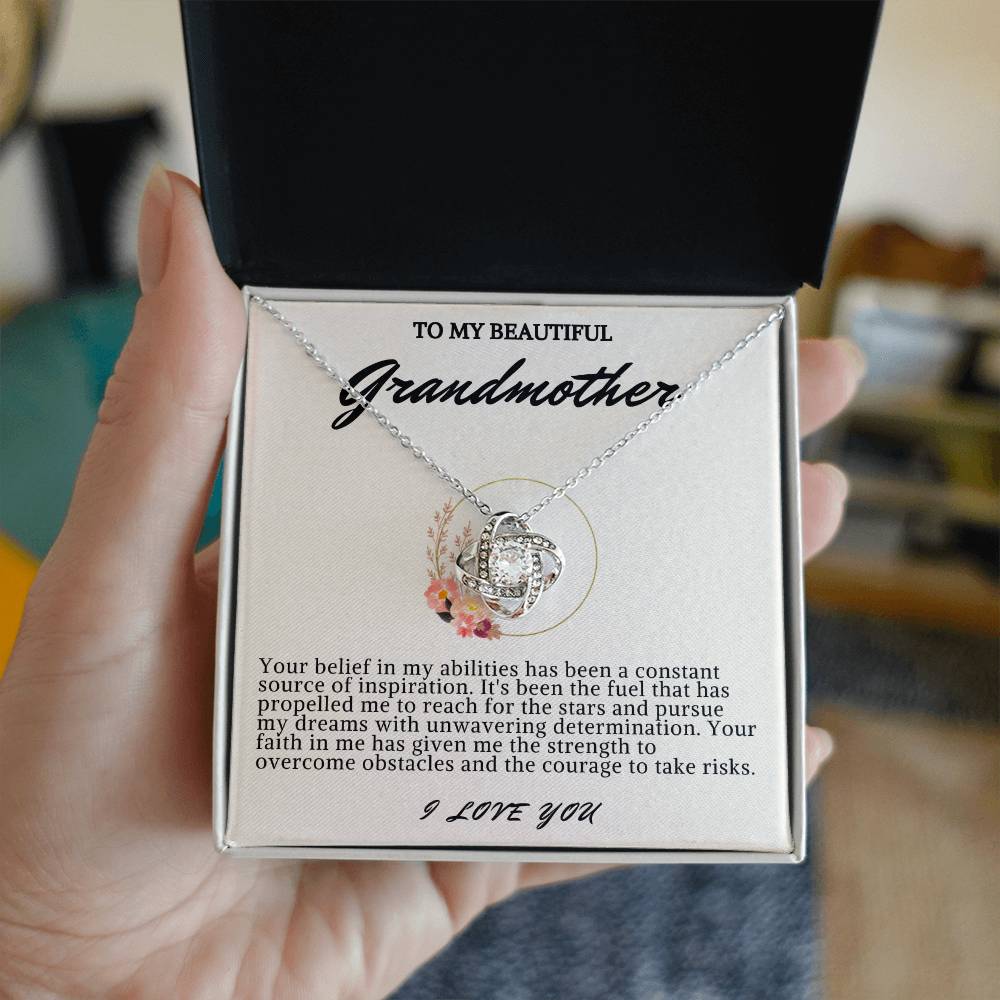 TO MY BEAUTIFUL
Grandmother
Your belief in my abilities has been a constant
source of inspiration. It's been the fuel that has
propelled me to reach for the stars and pursue
my dreams with unwavering determination. Your
faith in me has given me the strength to
overcome obstacles and the courage to take risks.
I LOVE YOU